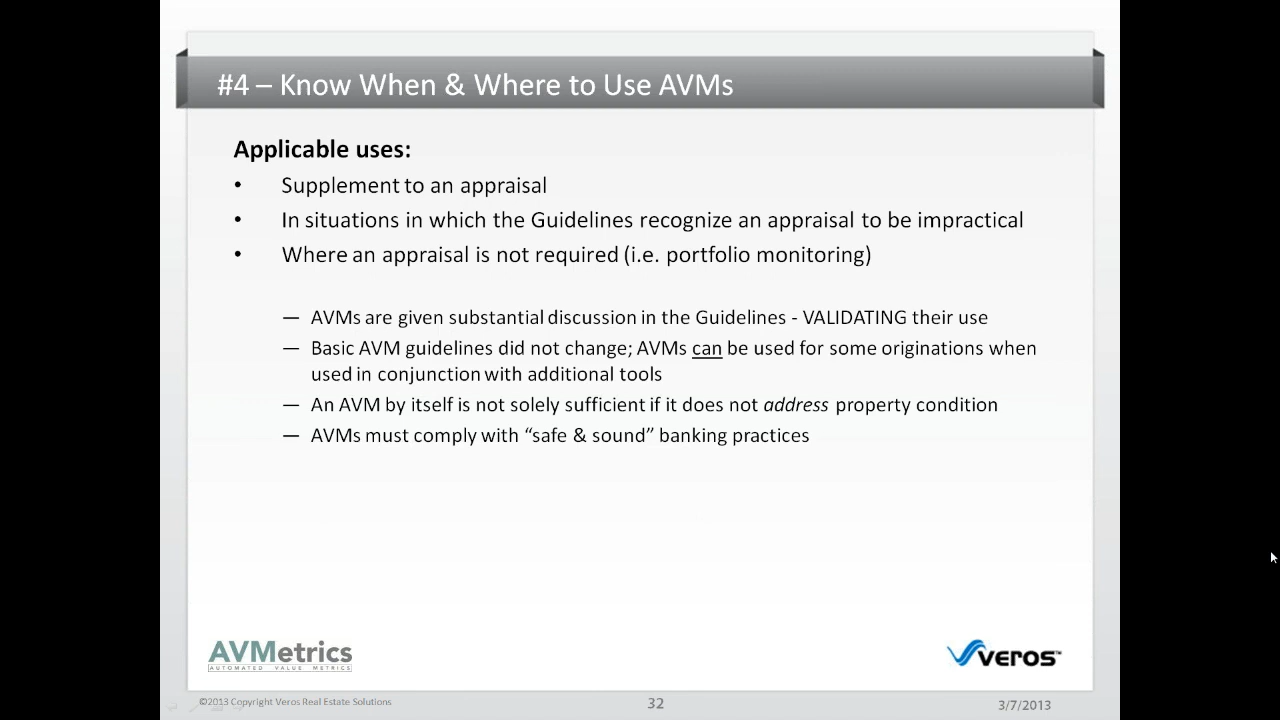 #4 – Know When & Where to Use AVMs
Applicable uses:
• Supplement to an appraisal
• In situations in which the Guidelines recognize an appraisal to be impractical
• Where an appraisal is not required (i.e. portfolio monitoring)
— AVMs are given substantial discussion in the Guidelines - VALIDATING their use
— Basic AVM guidelines did not change; AVMs can be used for some originations when
used in conjunction with additional tools
— An AVM by itself is not solely sufficient if it does not address property condition
— AVMs must comply with “safe & sound” banking practices
AVMetrics
AUTOMATED VALUE METRICS
VEROS™
©2013 Copyright Veros Real Estate Solutions
32
3/7/2013